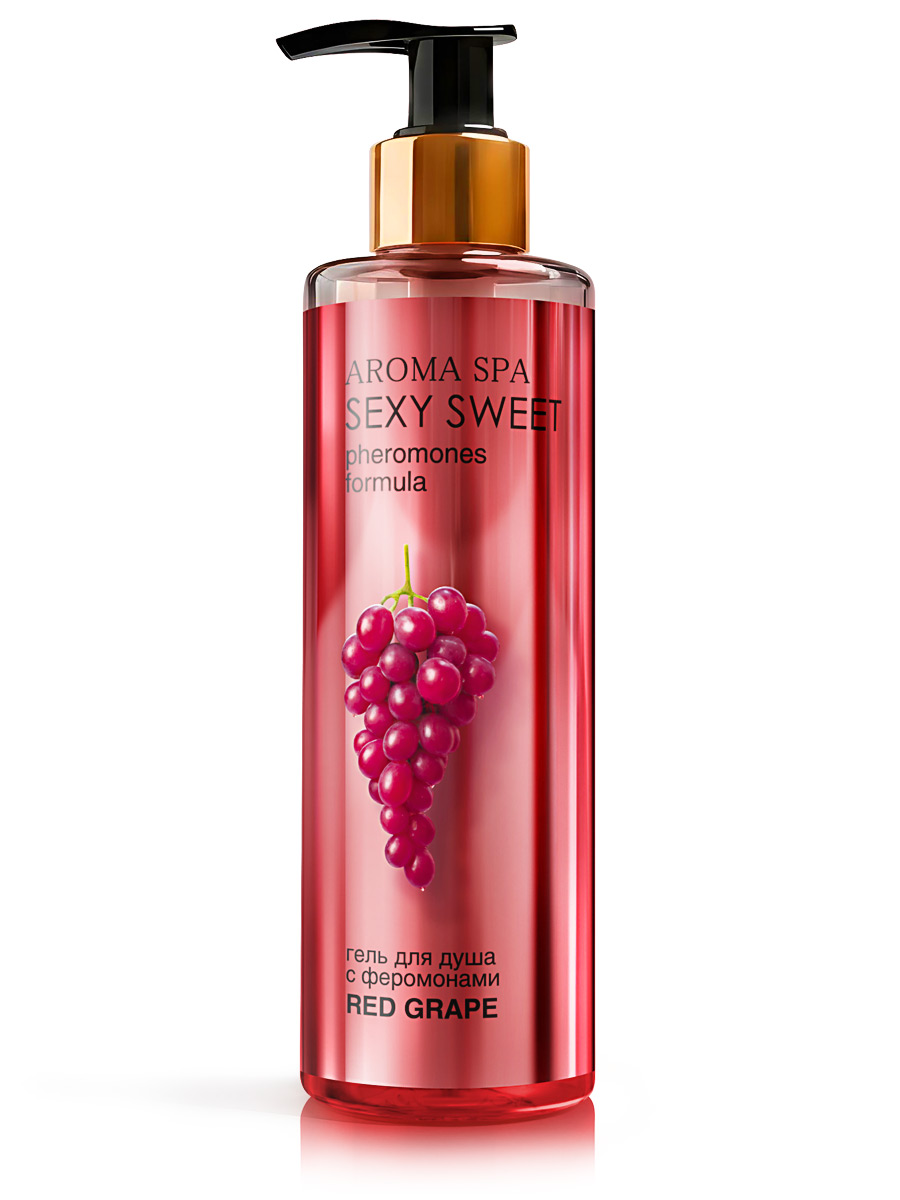 AROMA SPA
SEXY SWEET
pheromones
formula
гель для душа
с феромонами
RED GRAPE